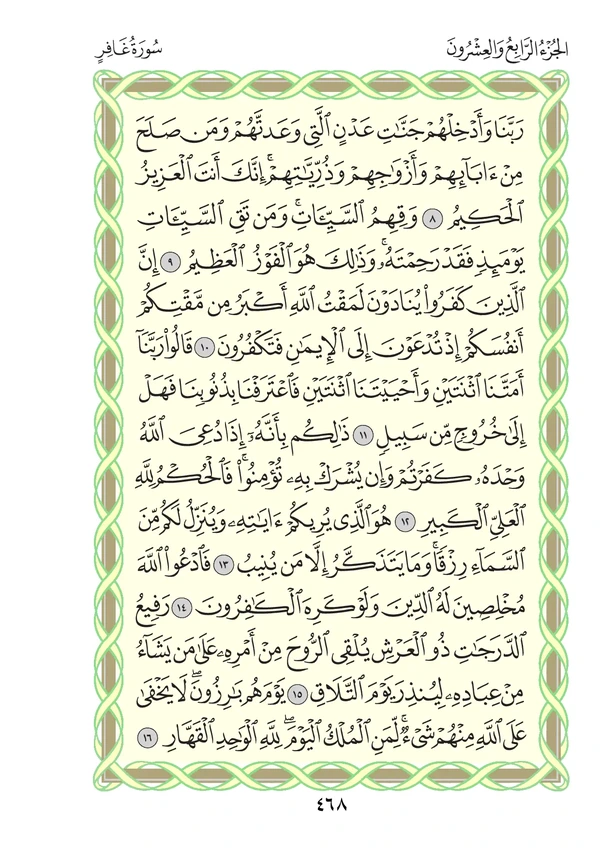 الجُزْءُ الرَّابِعُ وَالعِشْرُونَ
سُورَةُ غَافِرٍ
رَبَّنَا وَأَدْخِلْهُمْ جَنَّٰتِ عَدْنٍ ٱلَّتِى وَعَدتَّهُمْ وَمَن صَلَحَ
مِنْ ءَابَآئِهِمْ وَأَزْوَٰجِهِمْ وَذُرِّيَّٰتِهِمْ ۚ إِنَّكَ أَنتَ ٱلْعَزِيزُ
ٱلْحَكِيمُ ٨ وَقِهِمُ ٱلسَّيِّـَٔاتِ ۚ وَمَن تَقِ ٱلسَّيِّـَٔاتِ
يَوْمَئِذٍ فَقَدْ رَحِمْتَهُۥ ۚ وَذَٰلِكَ هُوَ ٱلْفَوْزُ ٱلْعَظِيمُ ٩ إِنَّ
ٱلَّذِينَ كَفَرُوا۟ يُنَادَوْنَ لَمَقْتُ ٱللَّهِ أَكْبَرُ مِن مَّقْتِكُمْ
أَنفُسَكُمْ إِذْ تُدْعَوْنَ إِلَى ٱلْإِيمَٰنِ فَتَكْفُرُونَ ١٠ قَالُوا۟ رَبَّنَآ
أَمَتَّنَا ٱثْنَتَيْنِ وَأَحْيَيْتَنَا ٱثْنَتَيْنِ فَٱعْتَرَفْنَا بِذُنُوبِنَا فَهَلْ
إِلَىٰ خُرُوجٍ مِّن سَبِيلٍ ١١ ذَٰلِكُم بِأَنَّهُۥٓ إِذَا دُعِىَ ٱللَّهُ
وَحْدَهُۥ كَفَرْتُمْ ۖ وَإِن يُشْرَكْ بِهِۦ تُؤْمِنُوا۟ ۚ فَٱلْحُكْمُ لِلَّهِ
ٱلْعَلِىِّ ٱلْكَبِيرِ ١٢ هُوَ ٱلَّذِى يُرِيكُمْ ءَايَٰتِهِۦ وَيُنَزِّلُ لَكُم مِّنَ
ٱلسَّمَآءِ رِزْقًا ۚ وَمَا يَتَذَكَّرُ إِلَّا مَن يُنِيبُ ١٣ فَٱدْعُوا۟ ٱللَّهَ
مُخْلِصِينَ لَهُ ٱلدِّينَ وَلَوْ كَرِهَ ٱلْكَٰفِرُونَ ١٤ رَفِيعُ
ٱلدَّرَجَٰتِ ذُو ٱلْعَرْشِ يُلْقِى ٱلرُّوحَ مِنْ أَمْرِهِۦ عَلَىٰ مَن يَشَآءُ
مِنْ عِبَادِهِۦ لِيُنذِرَ يَوْمَ ٱلتَّلَاقِ ١٥ يَوْمَ هُم بَٰرِزُونَ ۖ لَا يَخْفَىٰ
عَلَى ٱللَّهِ مِنْهُمْ شَىْءٌ ۚ لِّمَنِ ٱلْمُلْكُ ٱلْيَوْمَ ۖ لِلَّهِ ٱلْوَٰحِدِ ٱلْقَهَّارِ ١٦
٤٦٨